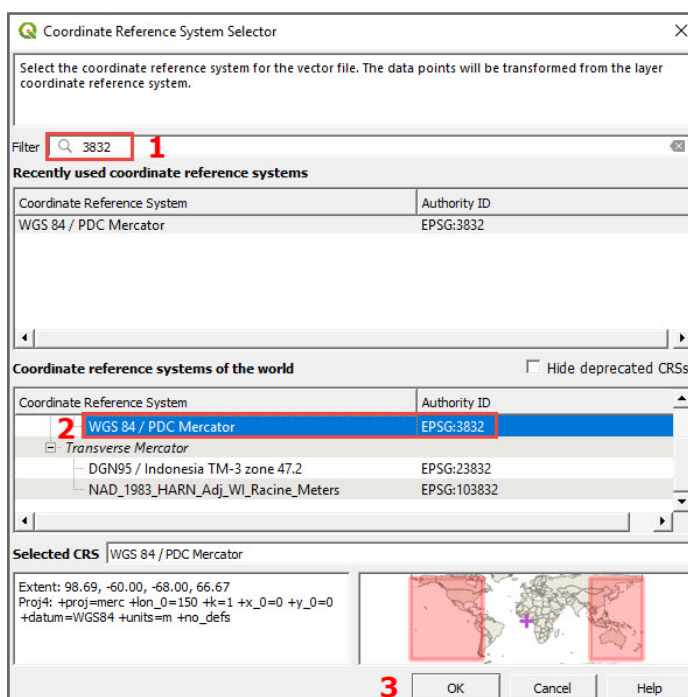 Coordinate Reference System Selector
Select the coordinate reference system for the vector file. The data points will be transformed from the layer
coordinate reference system.
Filter 3832 1
Recently used coordinate reference systems
Coordinate Reference System Authority ID
WGS 84 / PDC Mercator EPSG:3832
Coordinate reference systems of the world Hide deprecated CRSs
Coordinate Reference System Authority ID
2 WGS 84 / PDC Mercator EPSG:3832
Transverse Mercator
DGN95 / Indonesia TM-3 zone 47.2 EPSG:23832
NAD_1983_HARN_Adj_WI_Racine_Meters EPSG:103832
Selected CRS WGS 84 / PDC Mercator
Extent: 98.69, -60.00, -68.00, 66.67
Proj4: +proj=merc +lon_0=150 +k=1 +x_0=0 +y_0=0
+datum=WGS84 +units=m +no_defs
3 OK Cancel Help